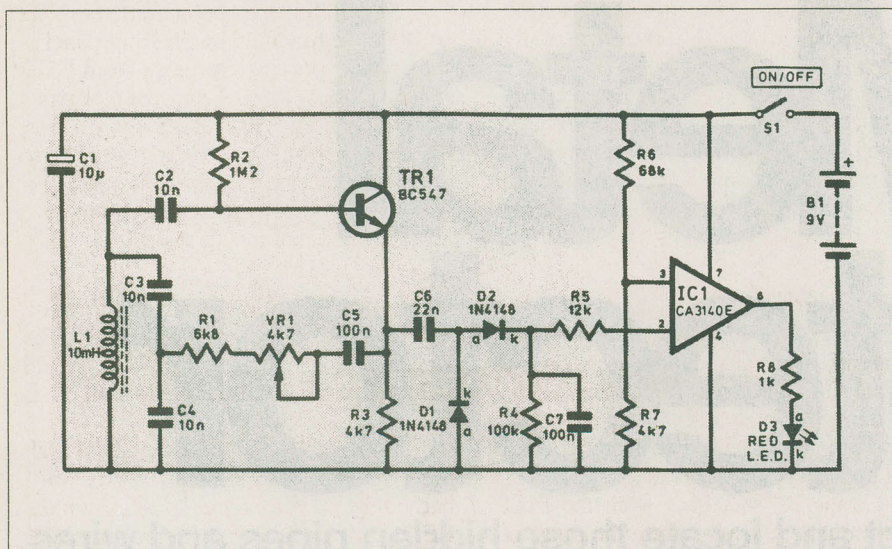 ON/OFF
S1
C1
10µ
C2
10n
R2
1M2
TR1
BC547
R6
68k
+
B1
9V
C3
10n
L1
10mH
R1
6k8
VR1
4k7
C5
100n
C6
22n
D2
1N4148
a
k
R5
12k
3
2
IC1
CA3140E
7
4
6
R8
1k
C4
10n
R3
4k7
D1
1N4148
k
a
R4
100k
C7
100n
R7
4k7
D3
RED
L.E.D.
a
k